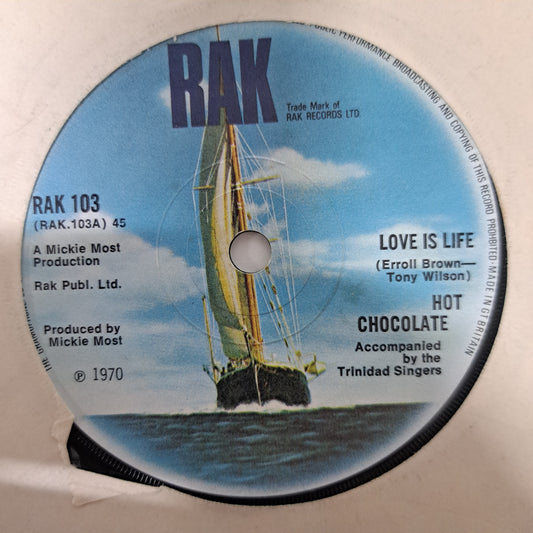 RAK
Trade Mark of
RAK RECORDS LTD.
RAK 103
(RAK.103A) 45
A Mickie Most
Production
Rak Publ. Ltd.
Produced by
Mickie Most
℗ 1970
LOVE IS LIFE
(Erroll Brown—
Tony Wilson)
HOT
CHOCOLATE
Accompanied
by the
Trinidad Singers
PUBLIC PERFORMANCE BROADCASTING AND COPYING OF THIS RECORD PROHIBITED-MADE IN GT. BRITAIN
THE